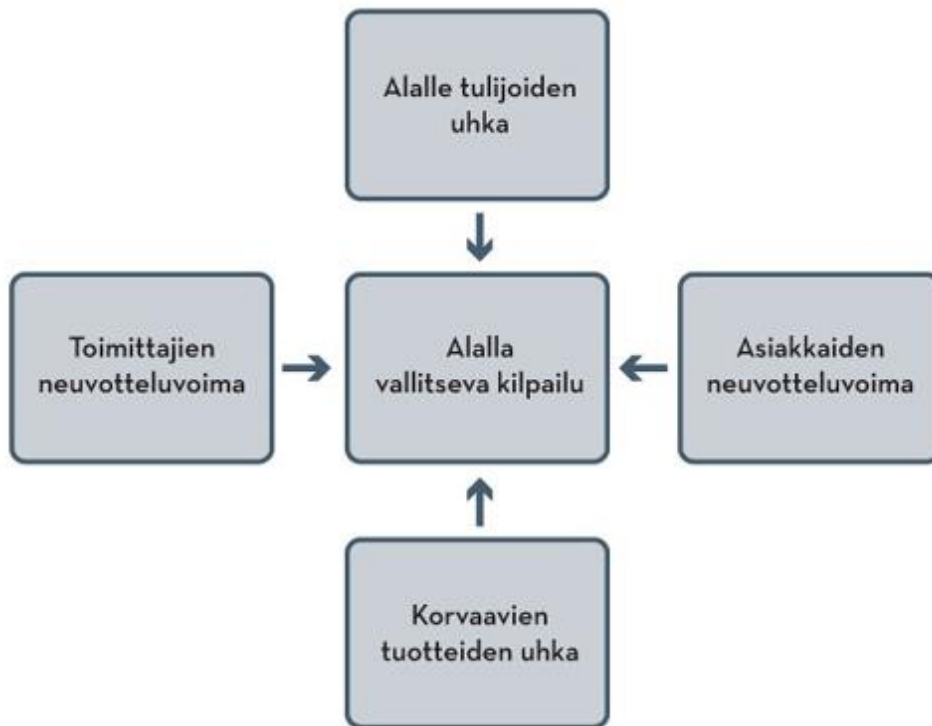 Alalle tulijoiden
uhka
Toimittajien
neuvotteluvoima
Alalla
vallitseva kilpailu
Asiakkaiden
neuvotteluvoima
Korvaavien
tuotteiden uhka